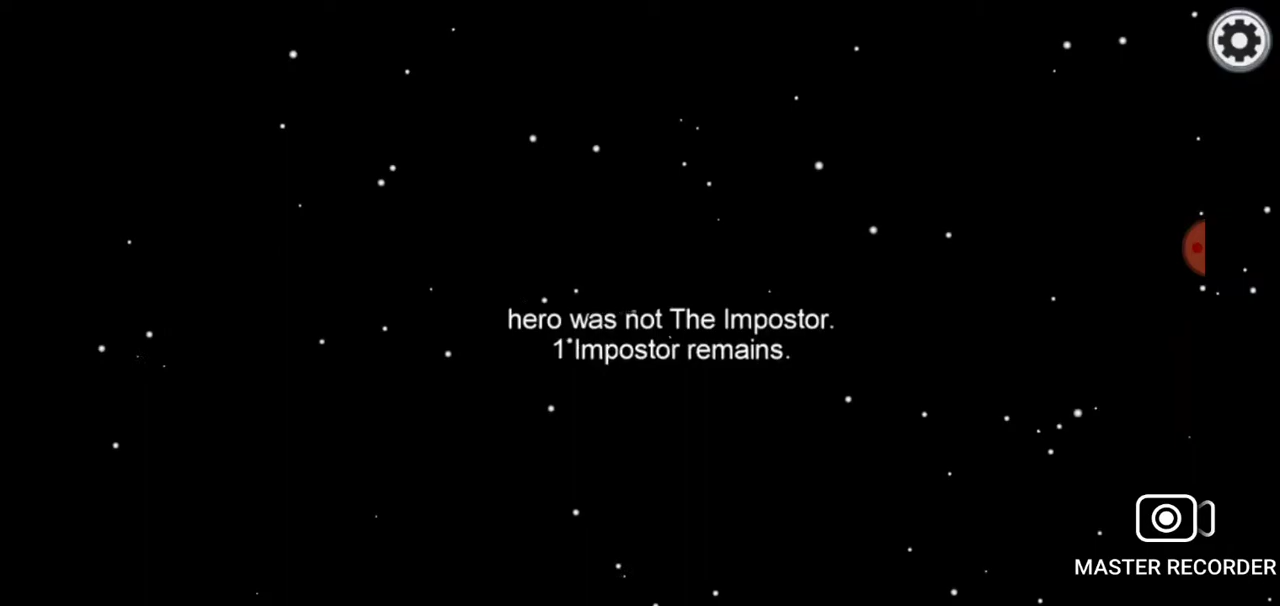 hero was not The Impostor.
1 Impostor remains.
MASTER RECORDER